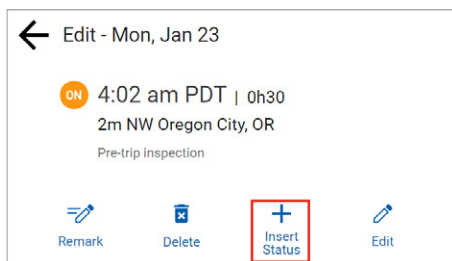 Edit - Mon, Jan 23
ON 4:02 am PDT | 0h30
2m NW Oregon City, OR
Pre-trip inspection
Remark Delete Insert Status Edit